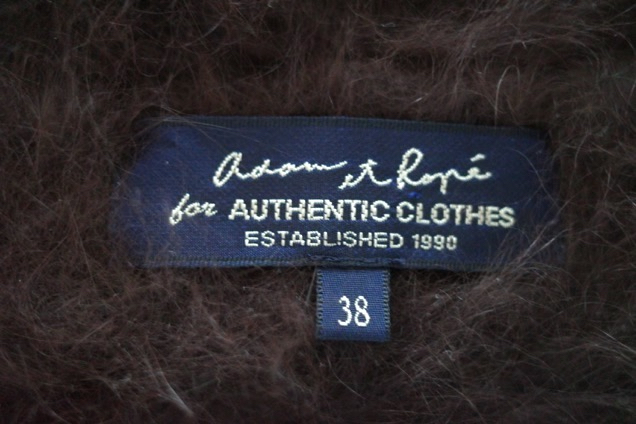 Adam et Ropé
for AUTHENTIC CLOTHES
ESTABLISHED 1990
38